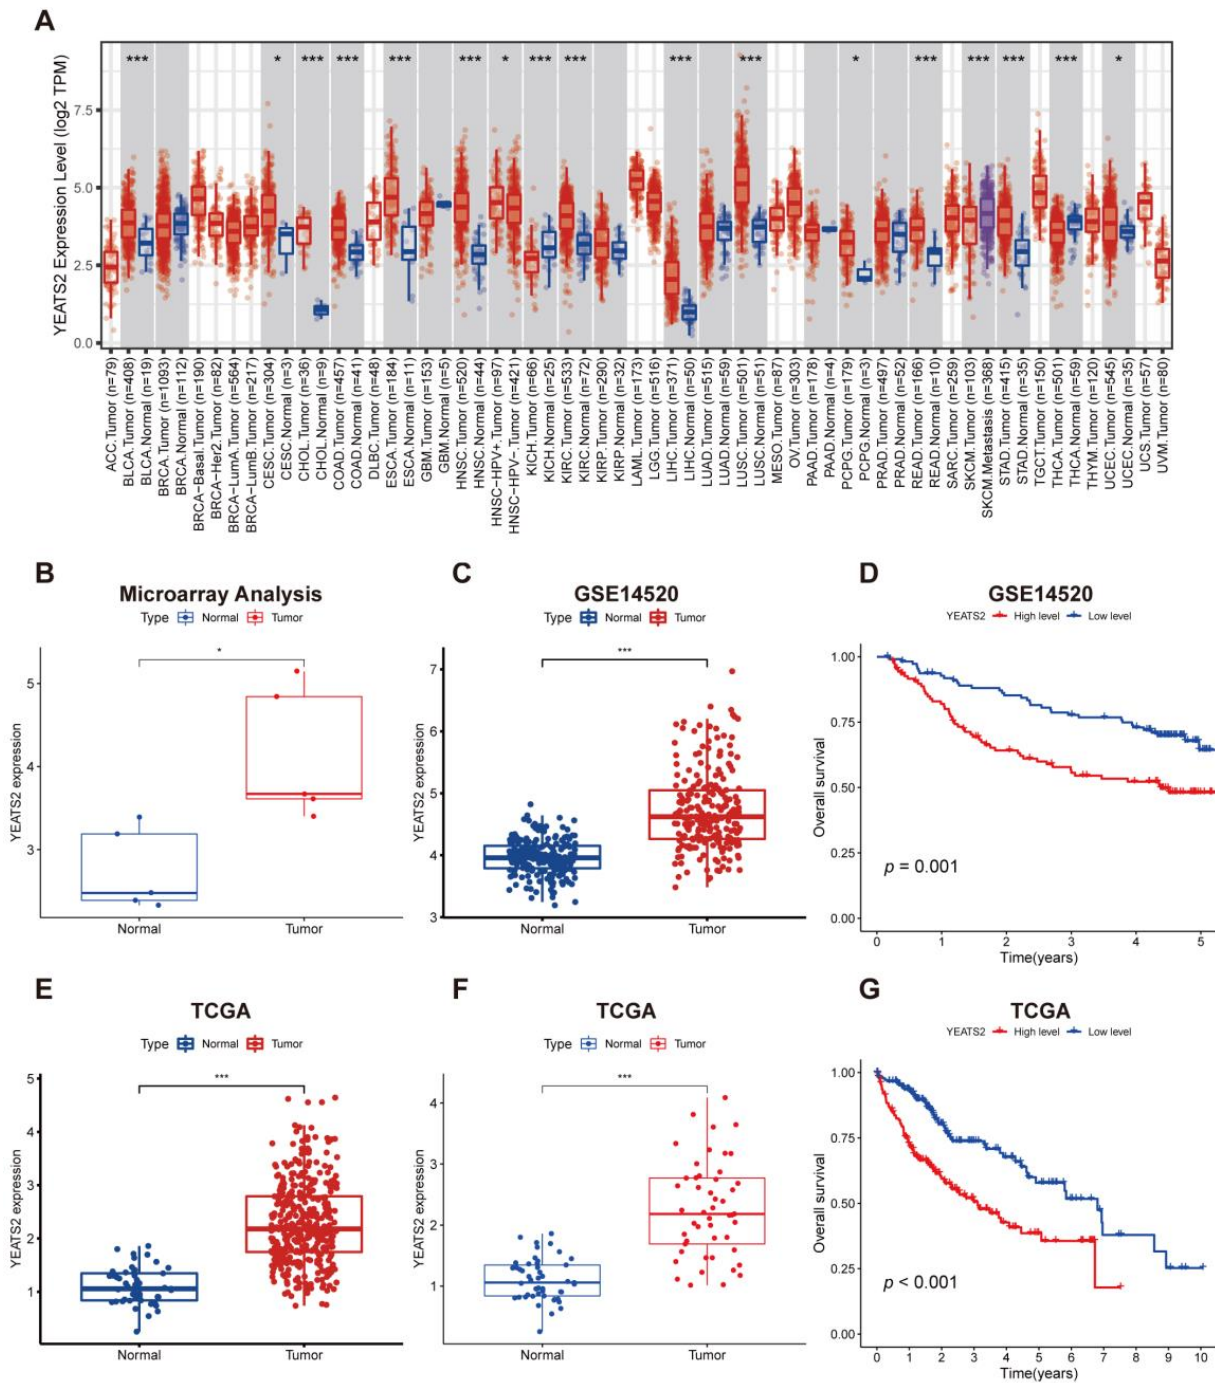 A
*** * *** *** *** *** * *** *** *** *** * *** *** *** *** *
YEATS2 Expression Level (log2 TPM)
7.5
5.0
2.5
0.0
ACC.Tumor (n=79)
BLCA.Tumor (n=408)
BLCA.Normal (n=19)
BRCA.Tumor (n=1093)
BRCA.Normal (n=112)
BRCA-Basal.Tumor (n=190)
BRCA-Her2.Tumor (n=82)
BRCA-LumA.Tumor (n=564)
BRCA-LumB.Tumor (n=217)
CESC.Tumor (n=304)
CESC.Normal (n=3)
CHOL.Tumor (n=36)
CHOL.Normal (n=9)
COAD.Tumor (n=457)
COAD.Normal (n=41)
DLBC.Tumor (n=48)
ESCA.Tumor (n=184)
ESCA.Normal (n=11)
GBM.Tumor (n=153)
GBM.Normal (n=5)
HNSC.Tumor (n=520)
HNSC.Normal (n=44)
HNSC-HPV+.Tumor (n=97)
HNSC-HPV-.Tumor (n=421)
KICH.Tumor (n=66)
KICH.Normal (n=25)
KIRC.Tumor (n=533)
KIRC.Normal (n=72)
KIRP.Tumor (n=290)
KIRP.Normal (n=32)
LAML.Tumor (n=173)
LGG.Tumor (n=516)
LIHC.Tumor (n=371)
LIHC.Normal (n=50)
LUAD.Tumor (n=515)
LUAD.Normal (n=59)
LUSC.Tumor (n=501)
LUSC.Normal (n=51)
MESO.Tumor (n=87)
OV.Tumor (n=303)
PAAD.Tumor (n=178)
PAAD.Normal (n=4)
PCPG.Tumor (n=179)
PCPG.Normal (n=3)
PRAD.Tumor (n=497)
PRAD.Normal (n=52)
READ.Tumor (n=166)
READ.Normal (n=10)
SARC.Tumor (n=259)
SKCM.Tumor (n=103)
SKCM.Metastasis (n=368)
STAD.Tumor (n=415)
STAD.Normal (n=35)
TGCT.Tumor (n=150)
THCA.Tumor (n=501)
THCA.Normal (n=59)
THYM.Tumor (n=120)
UCEC.Tumor (n=545)
UCEC.Normal (n=35)
UCS.Tumor (n=57)
UVM.Tumor (n=80)
B
Microarray Analysis
Type Normal Tumor
*
YEATS2 expression
5
4
3
Normal Tumor
C
GSE14520
Type Normal Tumor
***
YEATS2 expression
7
6
5
4
3
Normal Tumor
D
GSE14520
YEATS2 High level Low level
Overall survival
1.00
0.75
0.50
0.25
0.00
p = 0.001
0 1 2 3 4 5
Time(years)
E
TCGA
Type Normal Tumor
***
YEATS2 expression
5
4
3
2
1
Normal Tumor
F
TCGA
Type Normal Tumor
***
YEATS2 expression
4
3
2
1
Normal Tumor
G
TCGA
YEATS2 High level Low level
Overall survival
1.00
0.75
0.50
0.25
0.00
p < 0.001
0 1 2 3 4 5 6 7 8 9 10
Time(years)